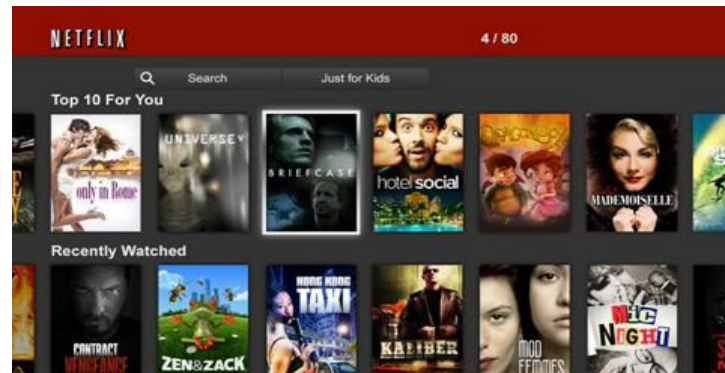 NETFLIX
4 / 80
Search
Just for Kids
Top 10 For You
only in Rome
UNIVERSE V
BRIEFCASE
hotel social
DRAGONBOY
MADEMOISELLE
Recently Watched
CONTRACT
VENGEANCE
ZEN&ZACK
HONG KONG
TAXI
KALIBER
MOD
FEMMES
MIC
NIGHT